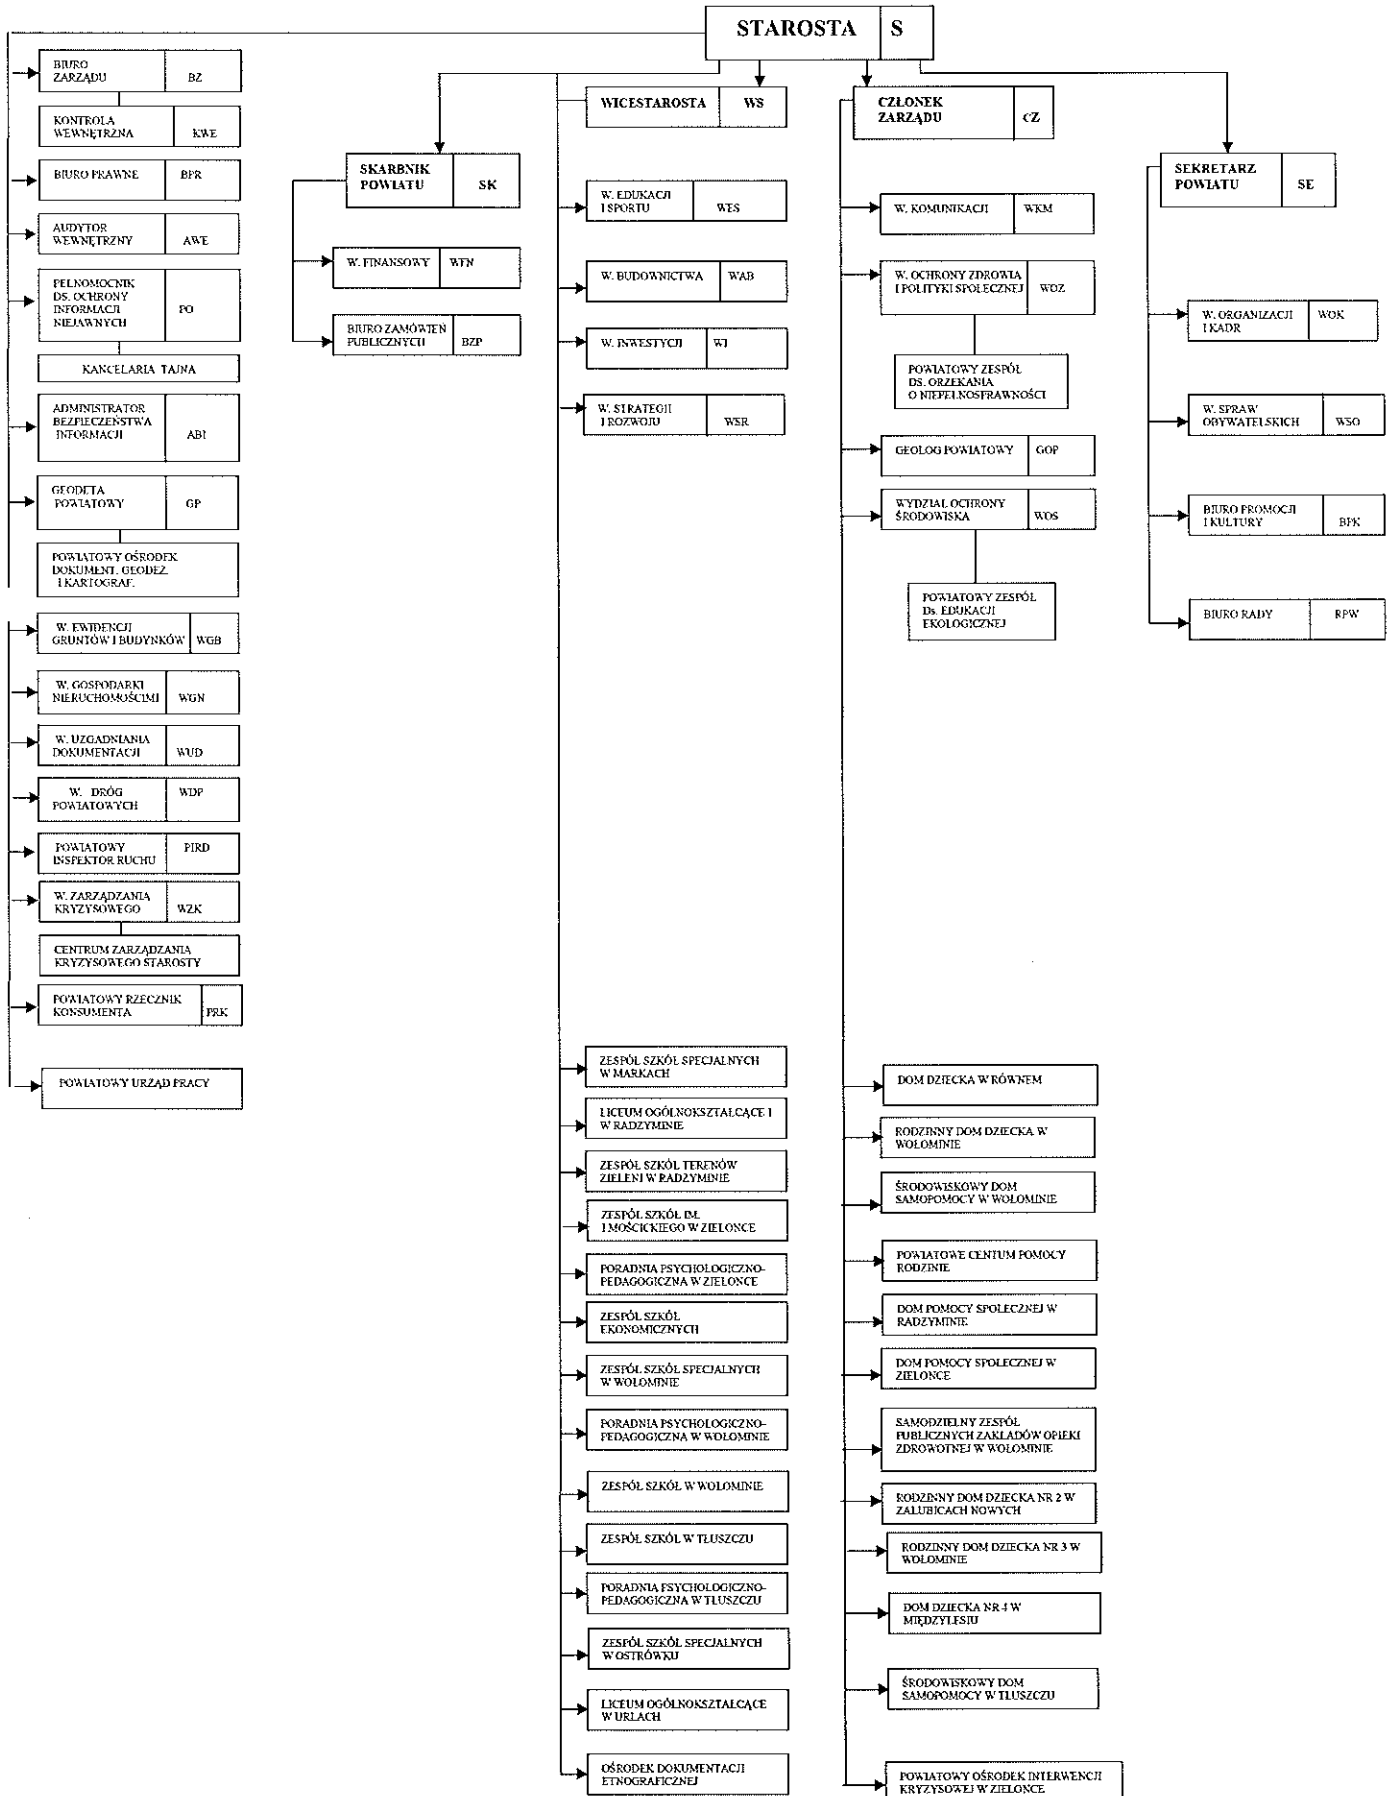 STAROSTA S
BIURO
ZARZĄDU BZ
KONTROLA
WEWNĘTRZNA KWE
BIURO PRAWNE BPR
AUDYTOR
WEWNĘTRZNY AWE
PEŁNOMOCNIK
DS. OCHRONY
INFORMACJI
NIEJAWNYCH PO
KANCELARIA TAJNA
ADMINISTRATOR
BEZPIECZEŃSTWA
INFORMACJI ABI
GEODETA
POWIATOWY GP
POWIATOWY OŚRODEK
DOKUMENT. GEODEZ.
I KARTOGRAF.
W. EWIDENCJI
GRUNTÓW I BUDYNKÓW WGB
W. GOSPODARKI
NIERUCHOMOŚCIMI WGN
W. UZGADNIANIA
DOKUMENTACJI WUD
W. DRÓG WDP
POWIATOWYCH
POWIATOWY PIRD
INSPEKTOR RUCHU
W. ZARZĄDZANIA
KRYZYSOWEGO WZK
CENTRUM ZARZĄDZANIA
KRYZYSOWEGO STAROSTY
POWIATOWY RZECZNIK
KONSUMENTA PRK
POWIATOWY URZĄD PRACY
SKARBNIK
POWIATU SK
W. FINANSOWY WFN
BIURO ZAMÓWIEŃ
PUBLICZNYCH BZP
WICESTAROSTA WS
W. EDUKACJI
I SPORTU WES
W. BUDOWNICTWA WAB
W. INWESTYCJI WI
W. STRATEGII
I ROZWOJU WSR
ZESPÓŁ SZKÓŁ SPECJALNYCH
W MARKACH
LICEUM OGÓLNOKSZTAŁCĄCE I
W RADZYMINIE
ZESPÓŁ SZKÓŁ TERENÓW
ZIELENI W RADZYMINIE
ZESPÓŁ SZKÓŁ IM.
I MOŚCICKIEGO W ZIELONCE
PORADNIA PSYCHOLOGICZNO-
PEDAGOGICZNA W ZIELONCE
ZESPÓŁ SZKÓŁ
EKONOMICZNYCH
ZESPÓŁ SZKÓŁ SPECJALNYCH
W WOŁOMINIE
PORADNIA PSYCHOLOGICZNO-
PEDAGOGICZNA W WOŁOMINIE
ZESPÓŁ SZKÓŁ W WOŁOMINIE
ZESPÓŁ SZKÓŁ W TŁUSZCZU
PORADNIA PSYCHOLOGICZNO-
PEDAGOGICZNA W TŁUSZCZU
ZESPÓŁ SZKÓŁ SPECJALNYCH
W OSTRÓWKU
LICEUM OGÓLNOKSZTAŁCĄCE
W URLACH
OŚRODEK DOKUMENTACJI
ETNOGRAFICZNEJ
CZŁONEK
ZARZĄDU CZ
W. KOMUNIKACJI WKM
W. OCHRONY ZDROWIA
I POLITYKI SPOŁECZNEJ WOZ
POWIATOWY ZESPÓŁ
DS. ORZEKANIA
O NIEPEŁNOSPRAWNOŚCI
GEOLOG POWIATOWY GOP
WYDZIAŁ OCHRONY
ŚRODOWISKA WOS
POWIATOWY ZESPÓŁ
Ds. EDUKACJI
EKOLOGICZNEJ
DOM DZIECKA W RÓWNEM
RODZINNY DOM DZIECKA W
WOŁOMINIE
ŚRODOWISKOWY DOM
SAMOPOMOCY W WOŁOMINIE
POWIATOWE CENTUM POMOCY
RODZINIE
DOM POMOCY SPOŁECZNEJ W
RADZYMINIE
DOM POMOCY SPOŁECZNEJ W
ZIELONCE
SAMODZIELNY ZESPÓŁ
PUBLICZNYCH ZAKŁADÓW OPIEKI
ZDROWOTNEJ W WOŁOMINIE
RODZINNY DOM DZIECKA NR 2 W
ZAŁUBICACH NOWYCH
RODZINNY DOM DZIECKA NR 3 W
WOŁOMINIE
DOM DZIECKA NR 4 W
MIĘDZYLESIU
ŚRODOWISKOWY DOM
SAMOPOMOCY W TŁUSZCZU
POWIATOWY OŚRODEK INTERWENCJI
KRYZYSOWEJ W ZIELONCE
SEKRETARZ
POWIATU SE
W. ORGANIZACJI WOK
I KADR
W. SPRAW
OBYWATELSKICH WSO
BIURO PROMOCJI
I KULTURY BPK
BIURO RADY RPW